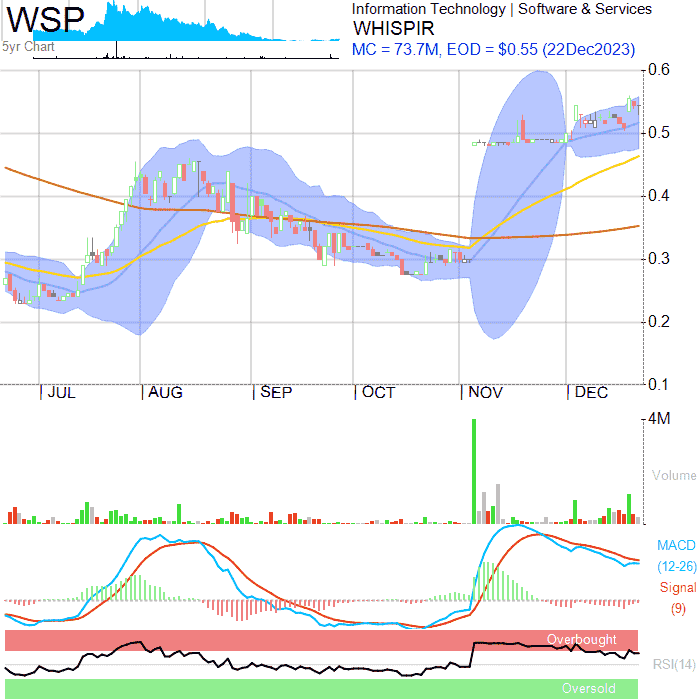 WSP
5yr Chart
Information Technology | Software & Services
WHISPIR
MC = 73.7M, EOD = $0.55 (22Dec2023)
0.6
0.5
0.4
0.3
0.2
0.1
| JUL | AUG | SEP | OCT | NOV | DEC
4M
Volume
MACD
(12-26)
Signal
(9)
Overbought
RSI(14)
Oversold